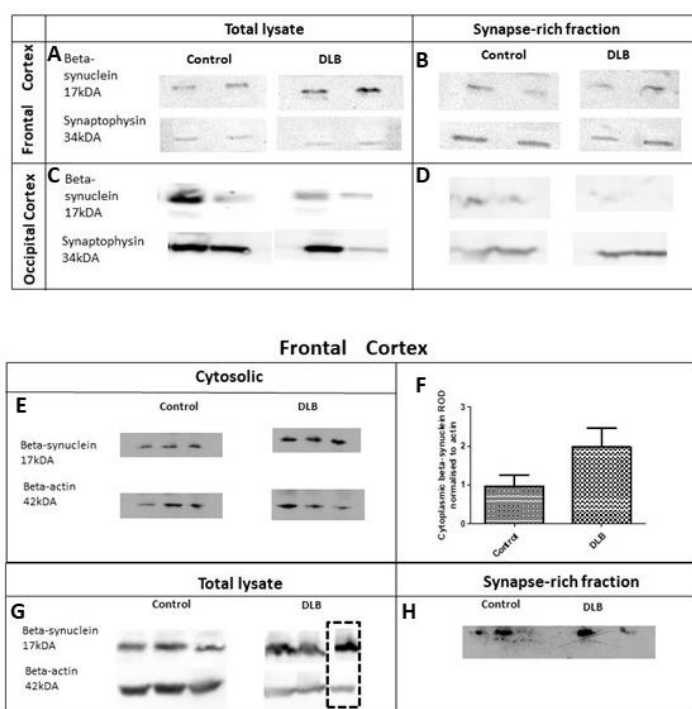 Total lysate
Synapse-rich fraction
Frontal Cortex
A
Beta-
synuclein
17kDA
Control
DLB
B
Control
DLB
Synaptophysin
34kDA
Occipital Cortex
C
Beta-
synuclein
17kDA
D
Synaptophysin
34kDA
Frontal Cortex
Cytosolic
E
Control
DLB
Beta-synuclein
17kDA
Beta-actin
42kDA
F
Cytoplasmic beta-synuclein ROD
normalised to actin
3
2
1
0
Control
DLB
Total lysate
Synapse-rich fraction
G
Control
DLB
Beta-synuclein
17kDA
Beta-actin
42kDA
H
Control
DLB